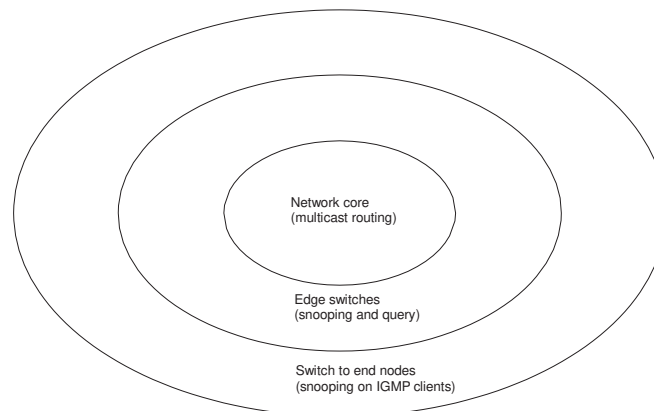 Network core
(multicast routing)
Edge switches
(snooping and query)
Switch to end nodes
(snooping on IGMP clients)